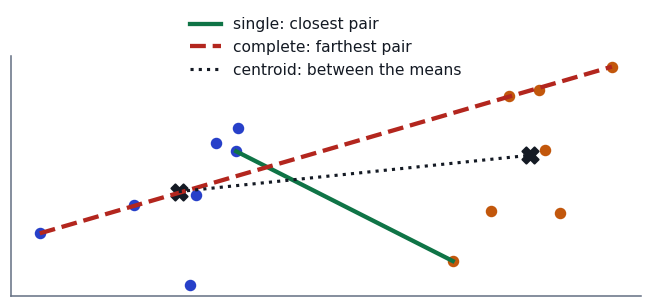 single: closest pair
complete: farthest pair
centroid: between the means